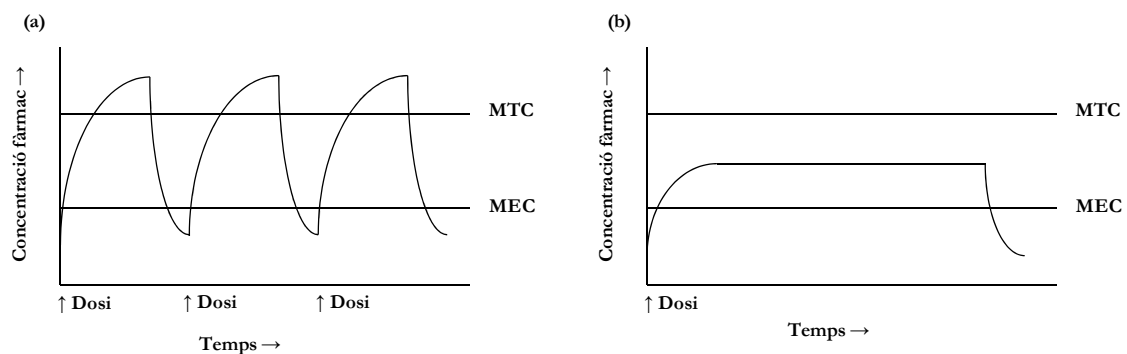 (a)
Concentració fàrmac →
MTC
MEC
↑ Dosi ↑ Dosi ↑ Dosi
Temps →
(b)
Concentració fàrmac →
MTC
MEC
↑ Dosi
Temps →